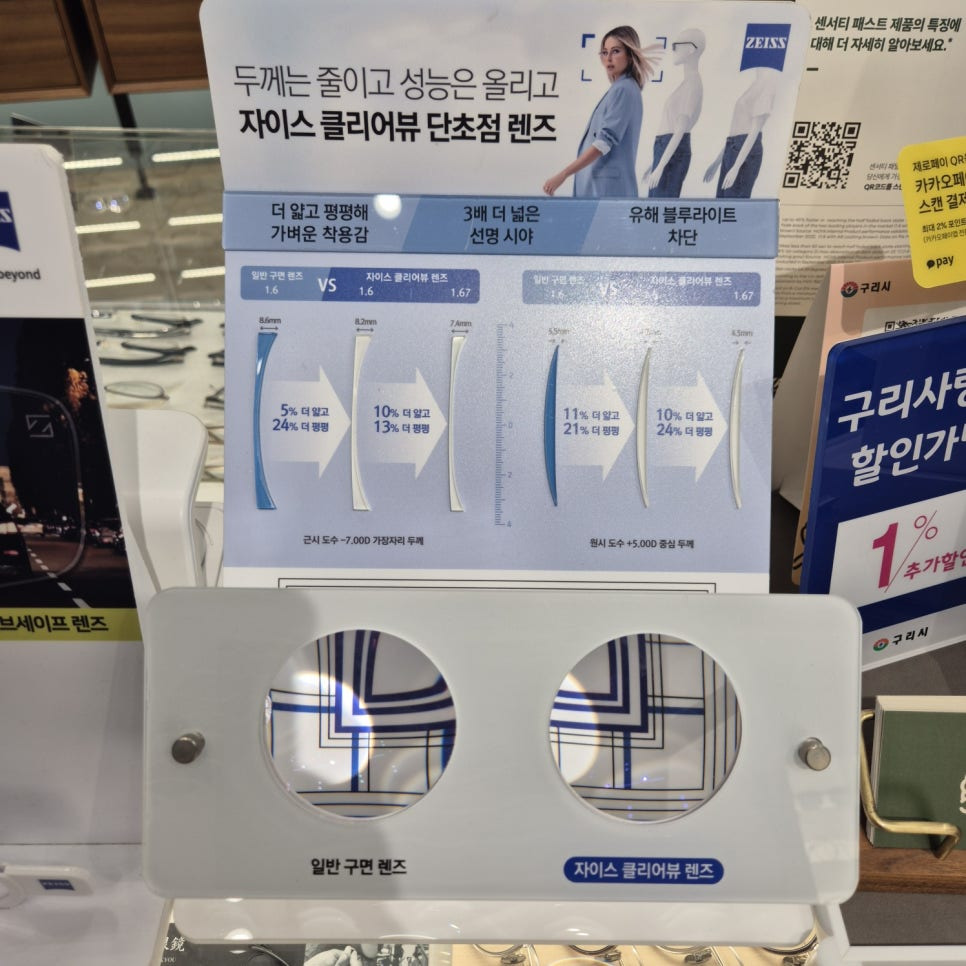 두께는 줄이고 성능은 올리고
자이스 클리어뷰 단초점 렌즈
ZEISS
더 얇고 평평해
가벼운 착용감
3배 더 넓은
선명 시야
유해 블루라이트
차단
일반 구면 렌즈
1.6
VS
자이스 클리어뷰 렌즈
1.6
1.67
일반 구면 렌즈
1.6
VS
자이스 클리어뷰 렌즈
1.67
8.6mm
8.2mm
7.4mm
5.5mm
4.5mm
5% 더 얇고
24% 더 평평
10% 더 얇고
13% 더 평평
11% 더 얇고
21% 더 평평
10% 더 얇고
24% 더 평평
4
2
0
2
4
근시 도수 -7.00D 가장자리 두께
원시 도수 +5.00D 중심 두께
일반 구면 렌즈
자이스 클리어뷰 렌즈
beyond
브세이프 렌즈
ZEISS
센서티 패스트 제품의 특징에
대해 더 자세히 알아보세요.*
제로페이 QR
카카오페이
스캔 결제
pay
구리시
구리사랑
할인가
1%
추가할인
구리시
鏡